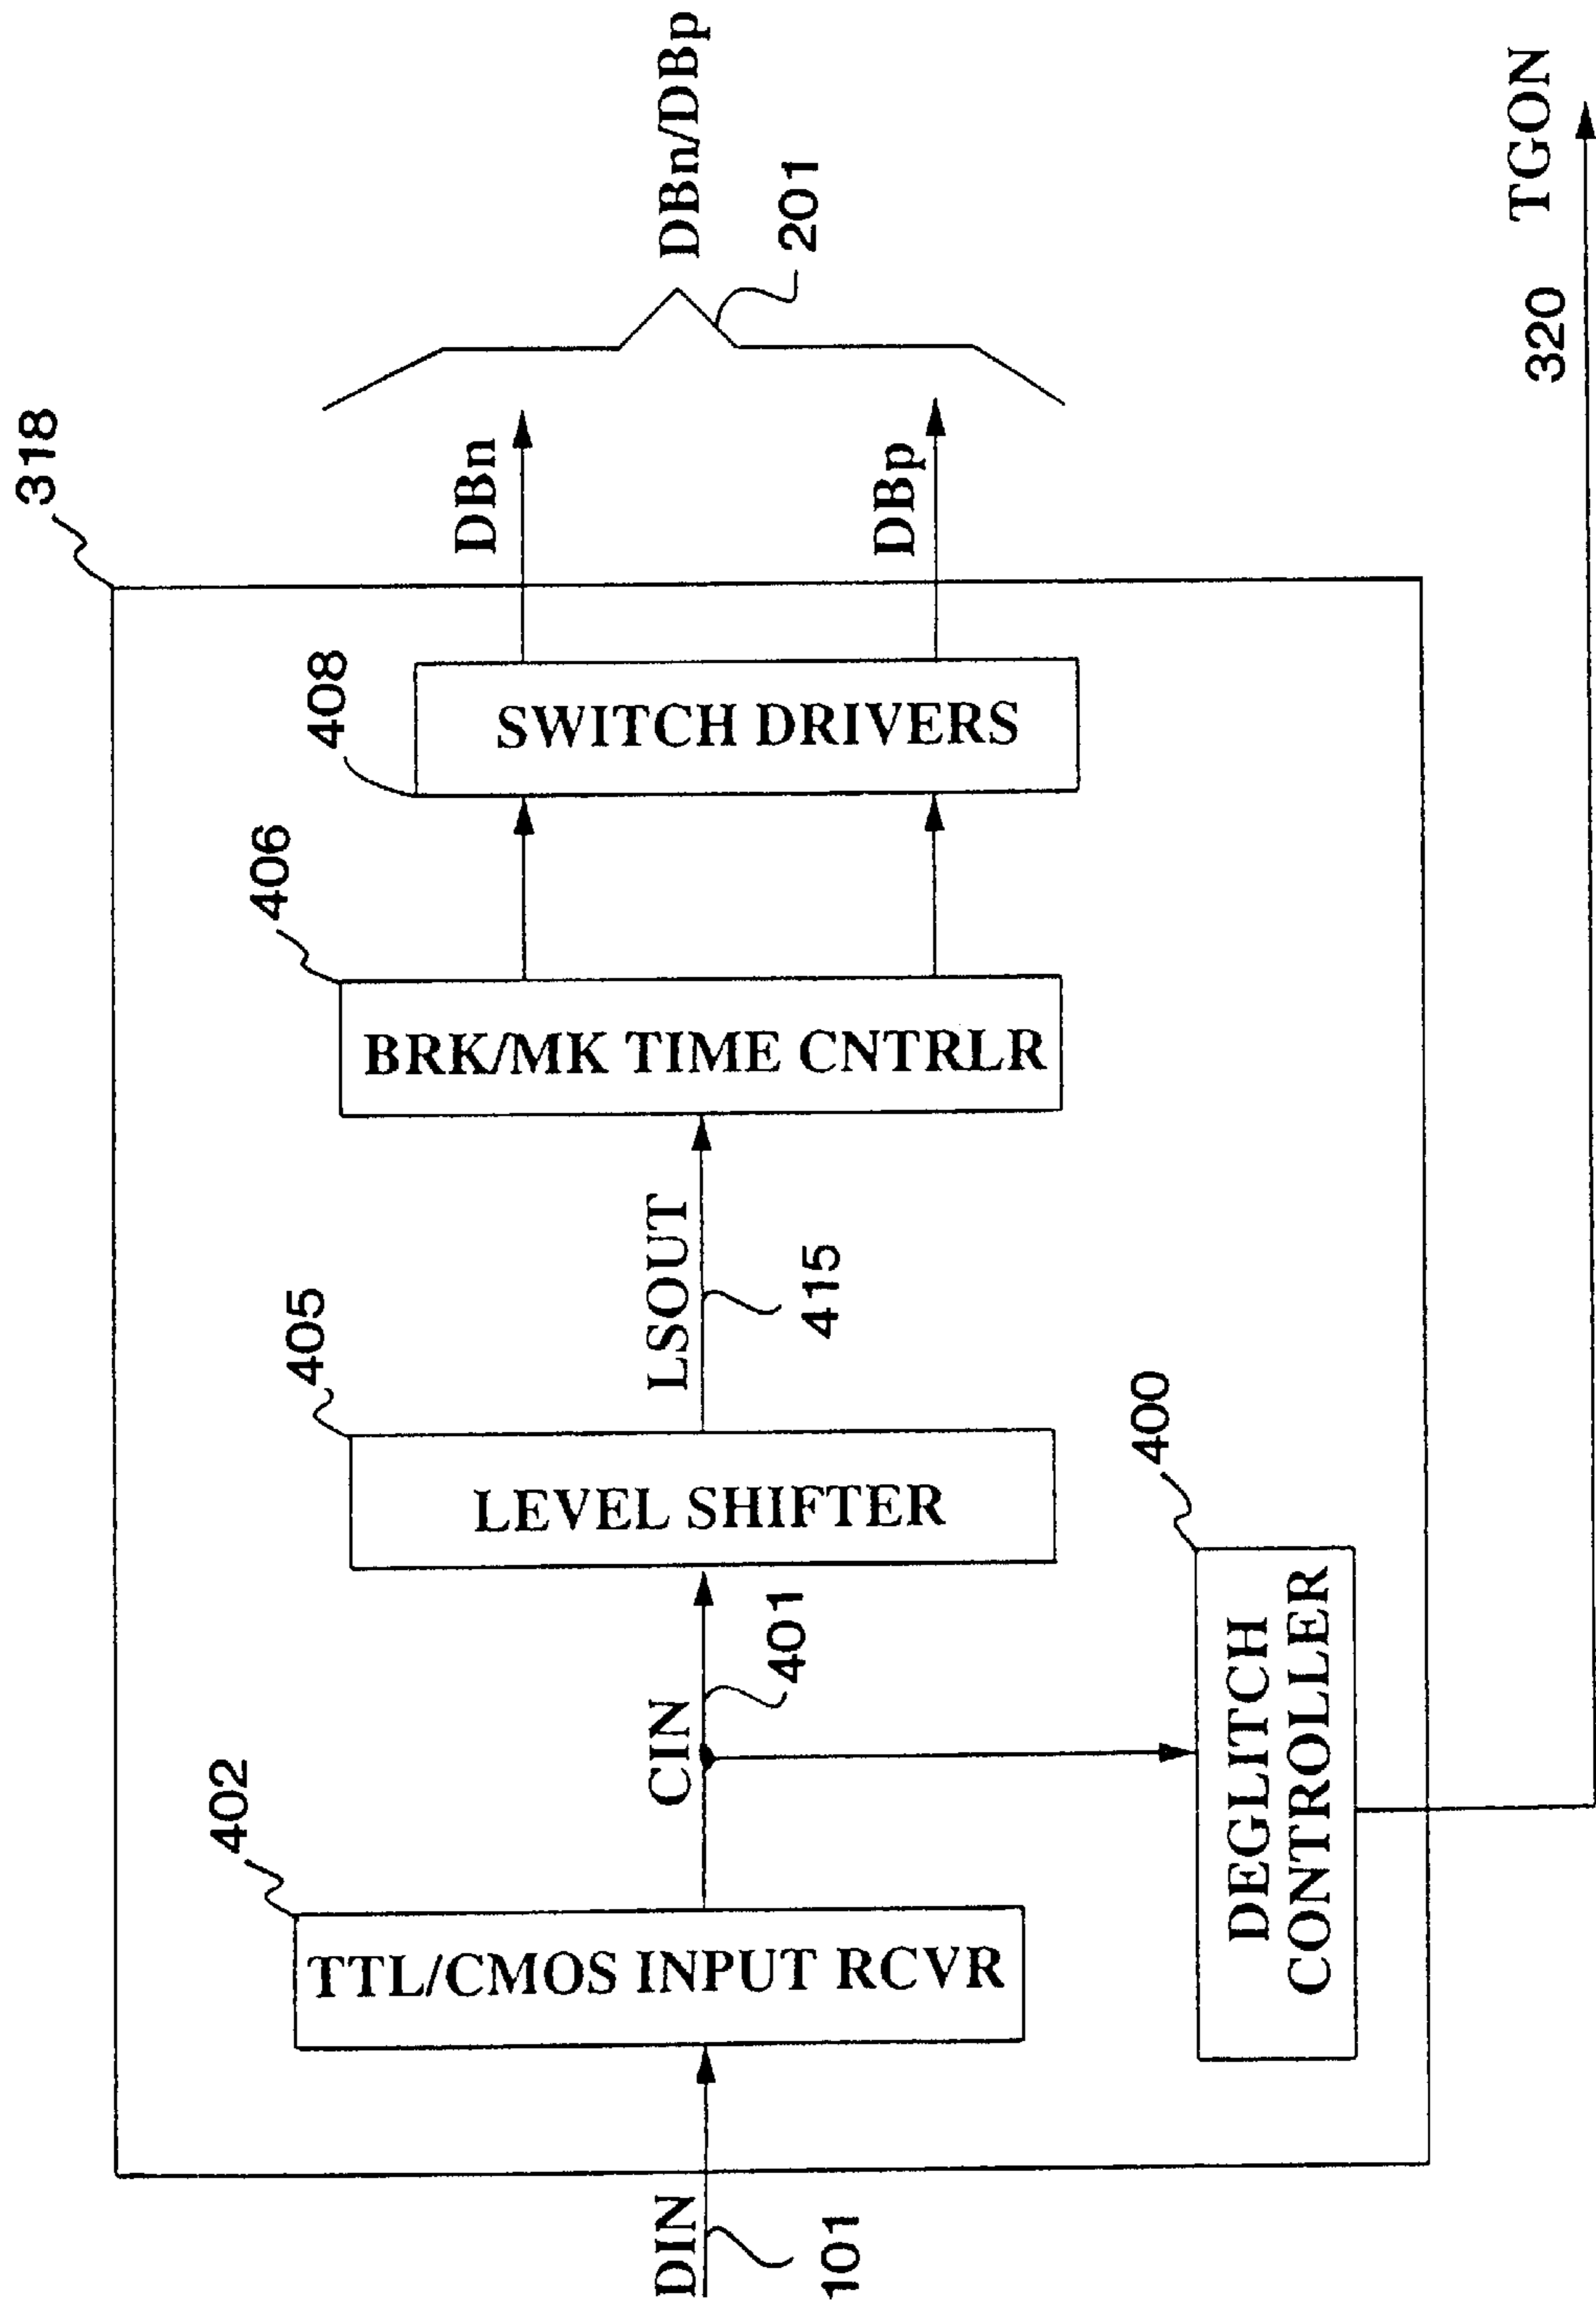 318
DIN
101
402
TTL/CMOS INPUT RCVR
CIN
401
405
LEVEL SHIFTER
LSOUT
415
406
BRK/MK TIME CNTRLR
408
SWITCH DRIVERS
DBn
DBp
DBn/DBp
201
400
DEGLITCH
CONTROLLER
320 TGON